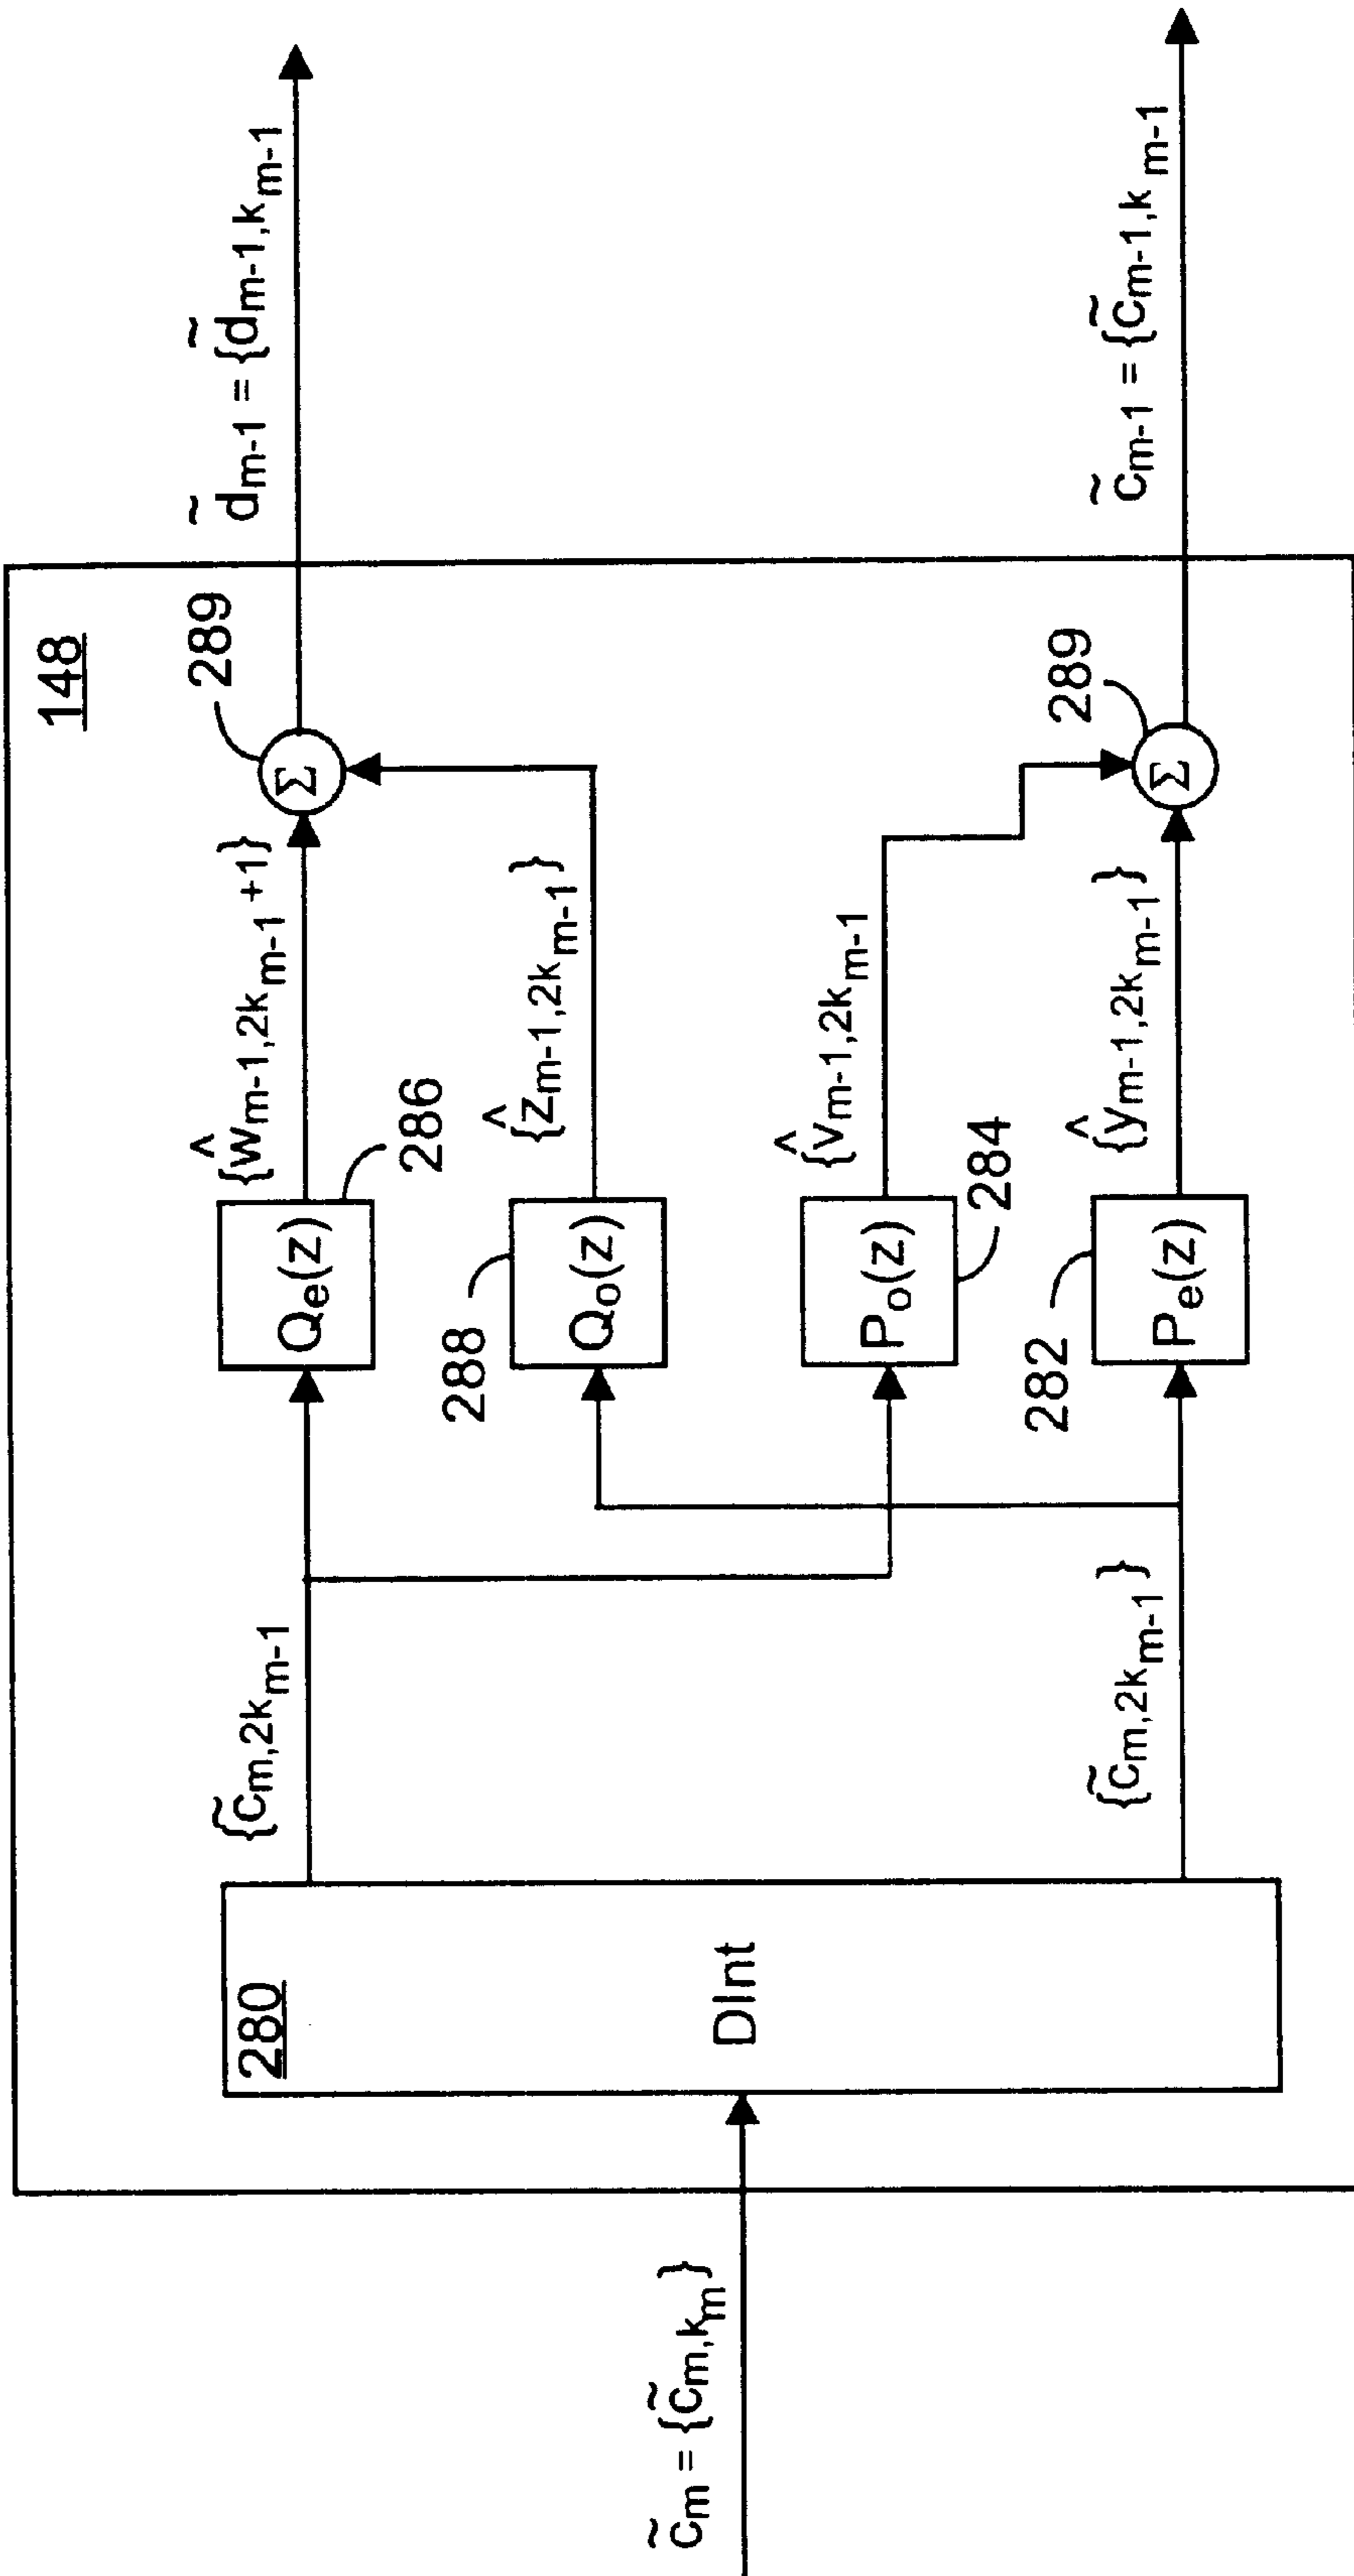 148
c̃m = {c̃m,km}
280
DInt
{c̃m,2km-1
{c̃m,2km-1}
Qe(z)
286
288
Qo(z)
Po(z)
284
282
Pe(z)
{ŵm-1,2km-1+1}
{ẑm-1,2km-1}
{v̂m-1,2km-1
{ŷm-1,2km-1}
Σ
289
Σ
289
d̃m-1 = {d̃m-1,km-1
c̃m-1 = {c̃m-1,km-1